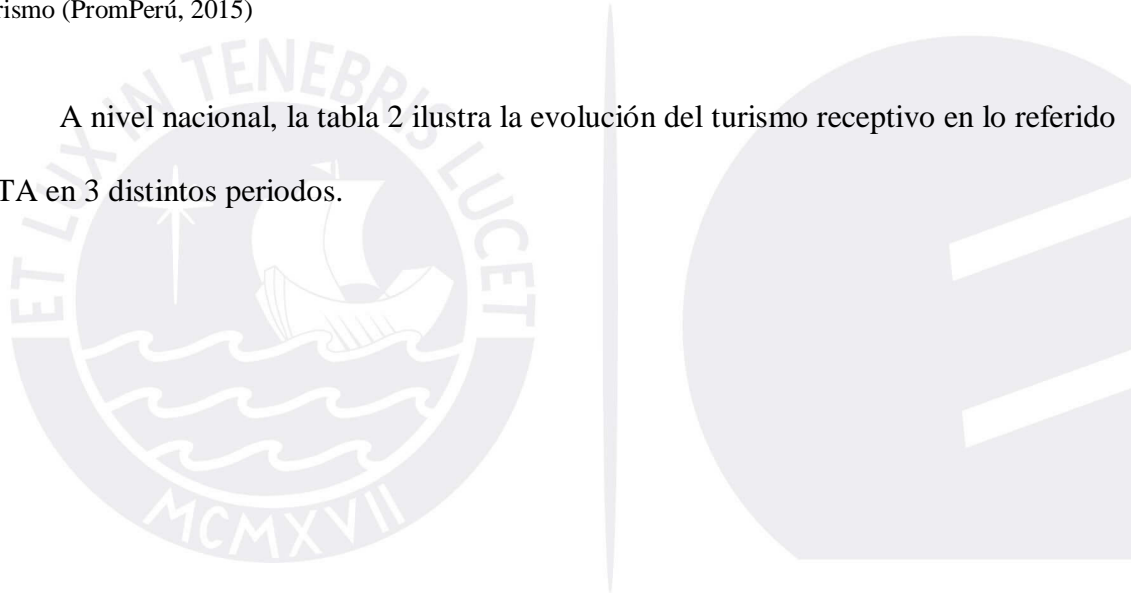 rismo (PromPerú, 2015)
A nivel nacional, la tabla 2 ilustra la evolución del turismo receptivo en lo referido
TA en 3 distintos periodos.
ET LUX IN TENEBRIS LUCET
MCMXVII